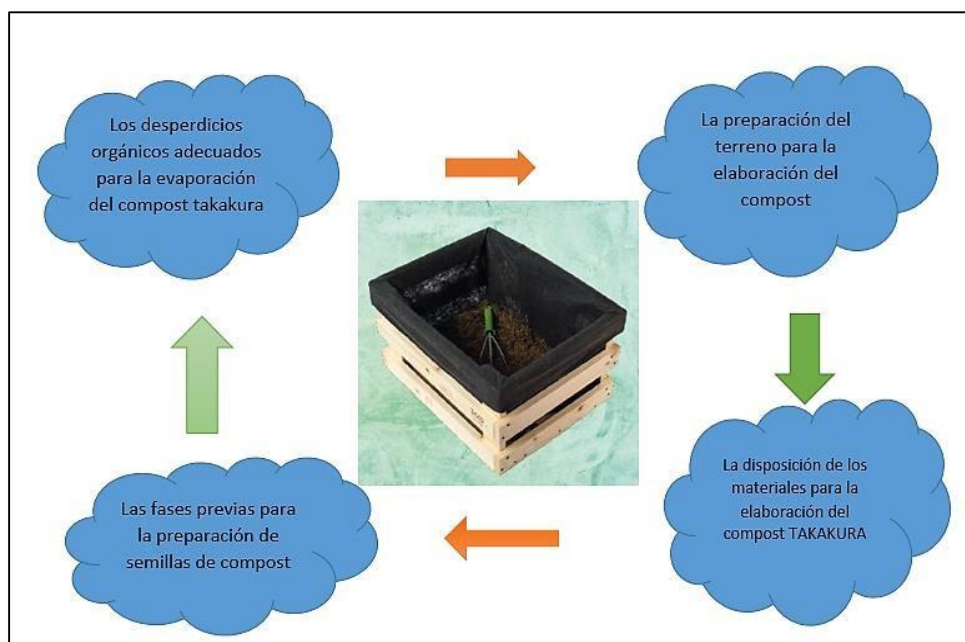 Los desperdicios
orgánicos adecuados
para la evaporación
del compost takakura
La preparación del
terreno para la
elaboración del
compost
La disposición de los
materiales para la
elaboración del
compost TAKAKURA
Las fases previas para
la preparación de
semillas de compost